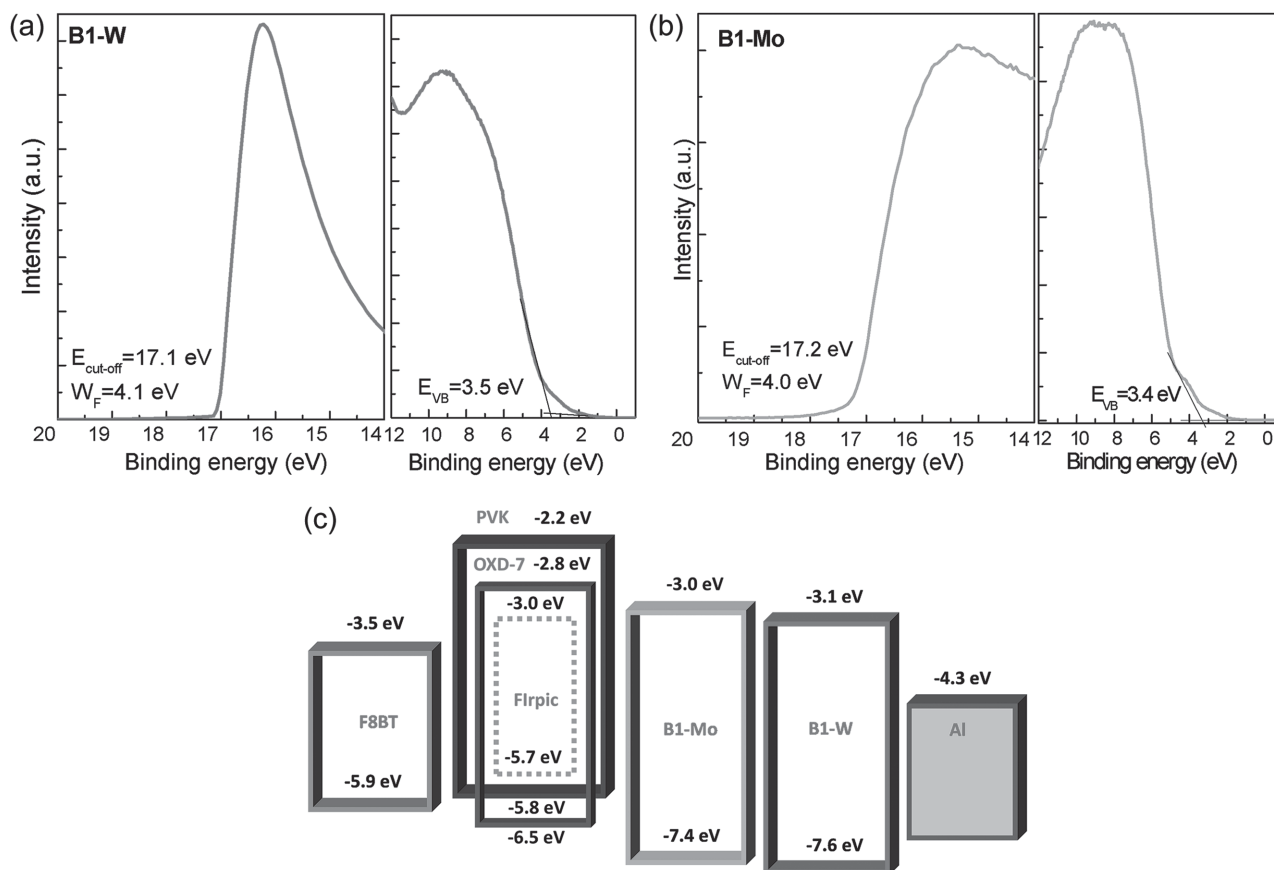 (a)
B1-W
Intensity (a.u.)
E_cut-off=17.1 eV
W_F=4.1 eV
20 19 18 17 16 15 14
Binding energy (eV)
E_VB=3.5 eV
12 10 8 6 4 2 0
Binding energy (eV)
(b)
B1-Mo
Intensity (a.u.)
E_cut-off=17.2 eV
W_F=4.0 eV
20 19 18 17 16 15 14
Binding energy (eV)
E_VB=3.4 eV
12 10 8 6 4 2 0
Binding energy (eV)
(c)
PVK -2.2 eV
OXD-7 -2.8 eV
-3.0 eV
FIrpic
-5.7 eV
-5.8 eV
-6.5 eV
-3.5 eV
F8BT
-5.9 eV
-3.0 eV
B1-Mo
-7.4 eV
-3.1 eV
B1-W
-7.6 eV
-4.3 eV
Al